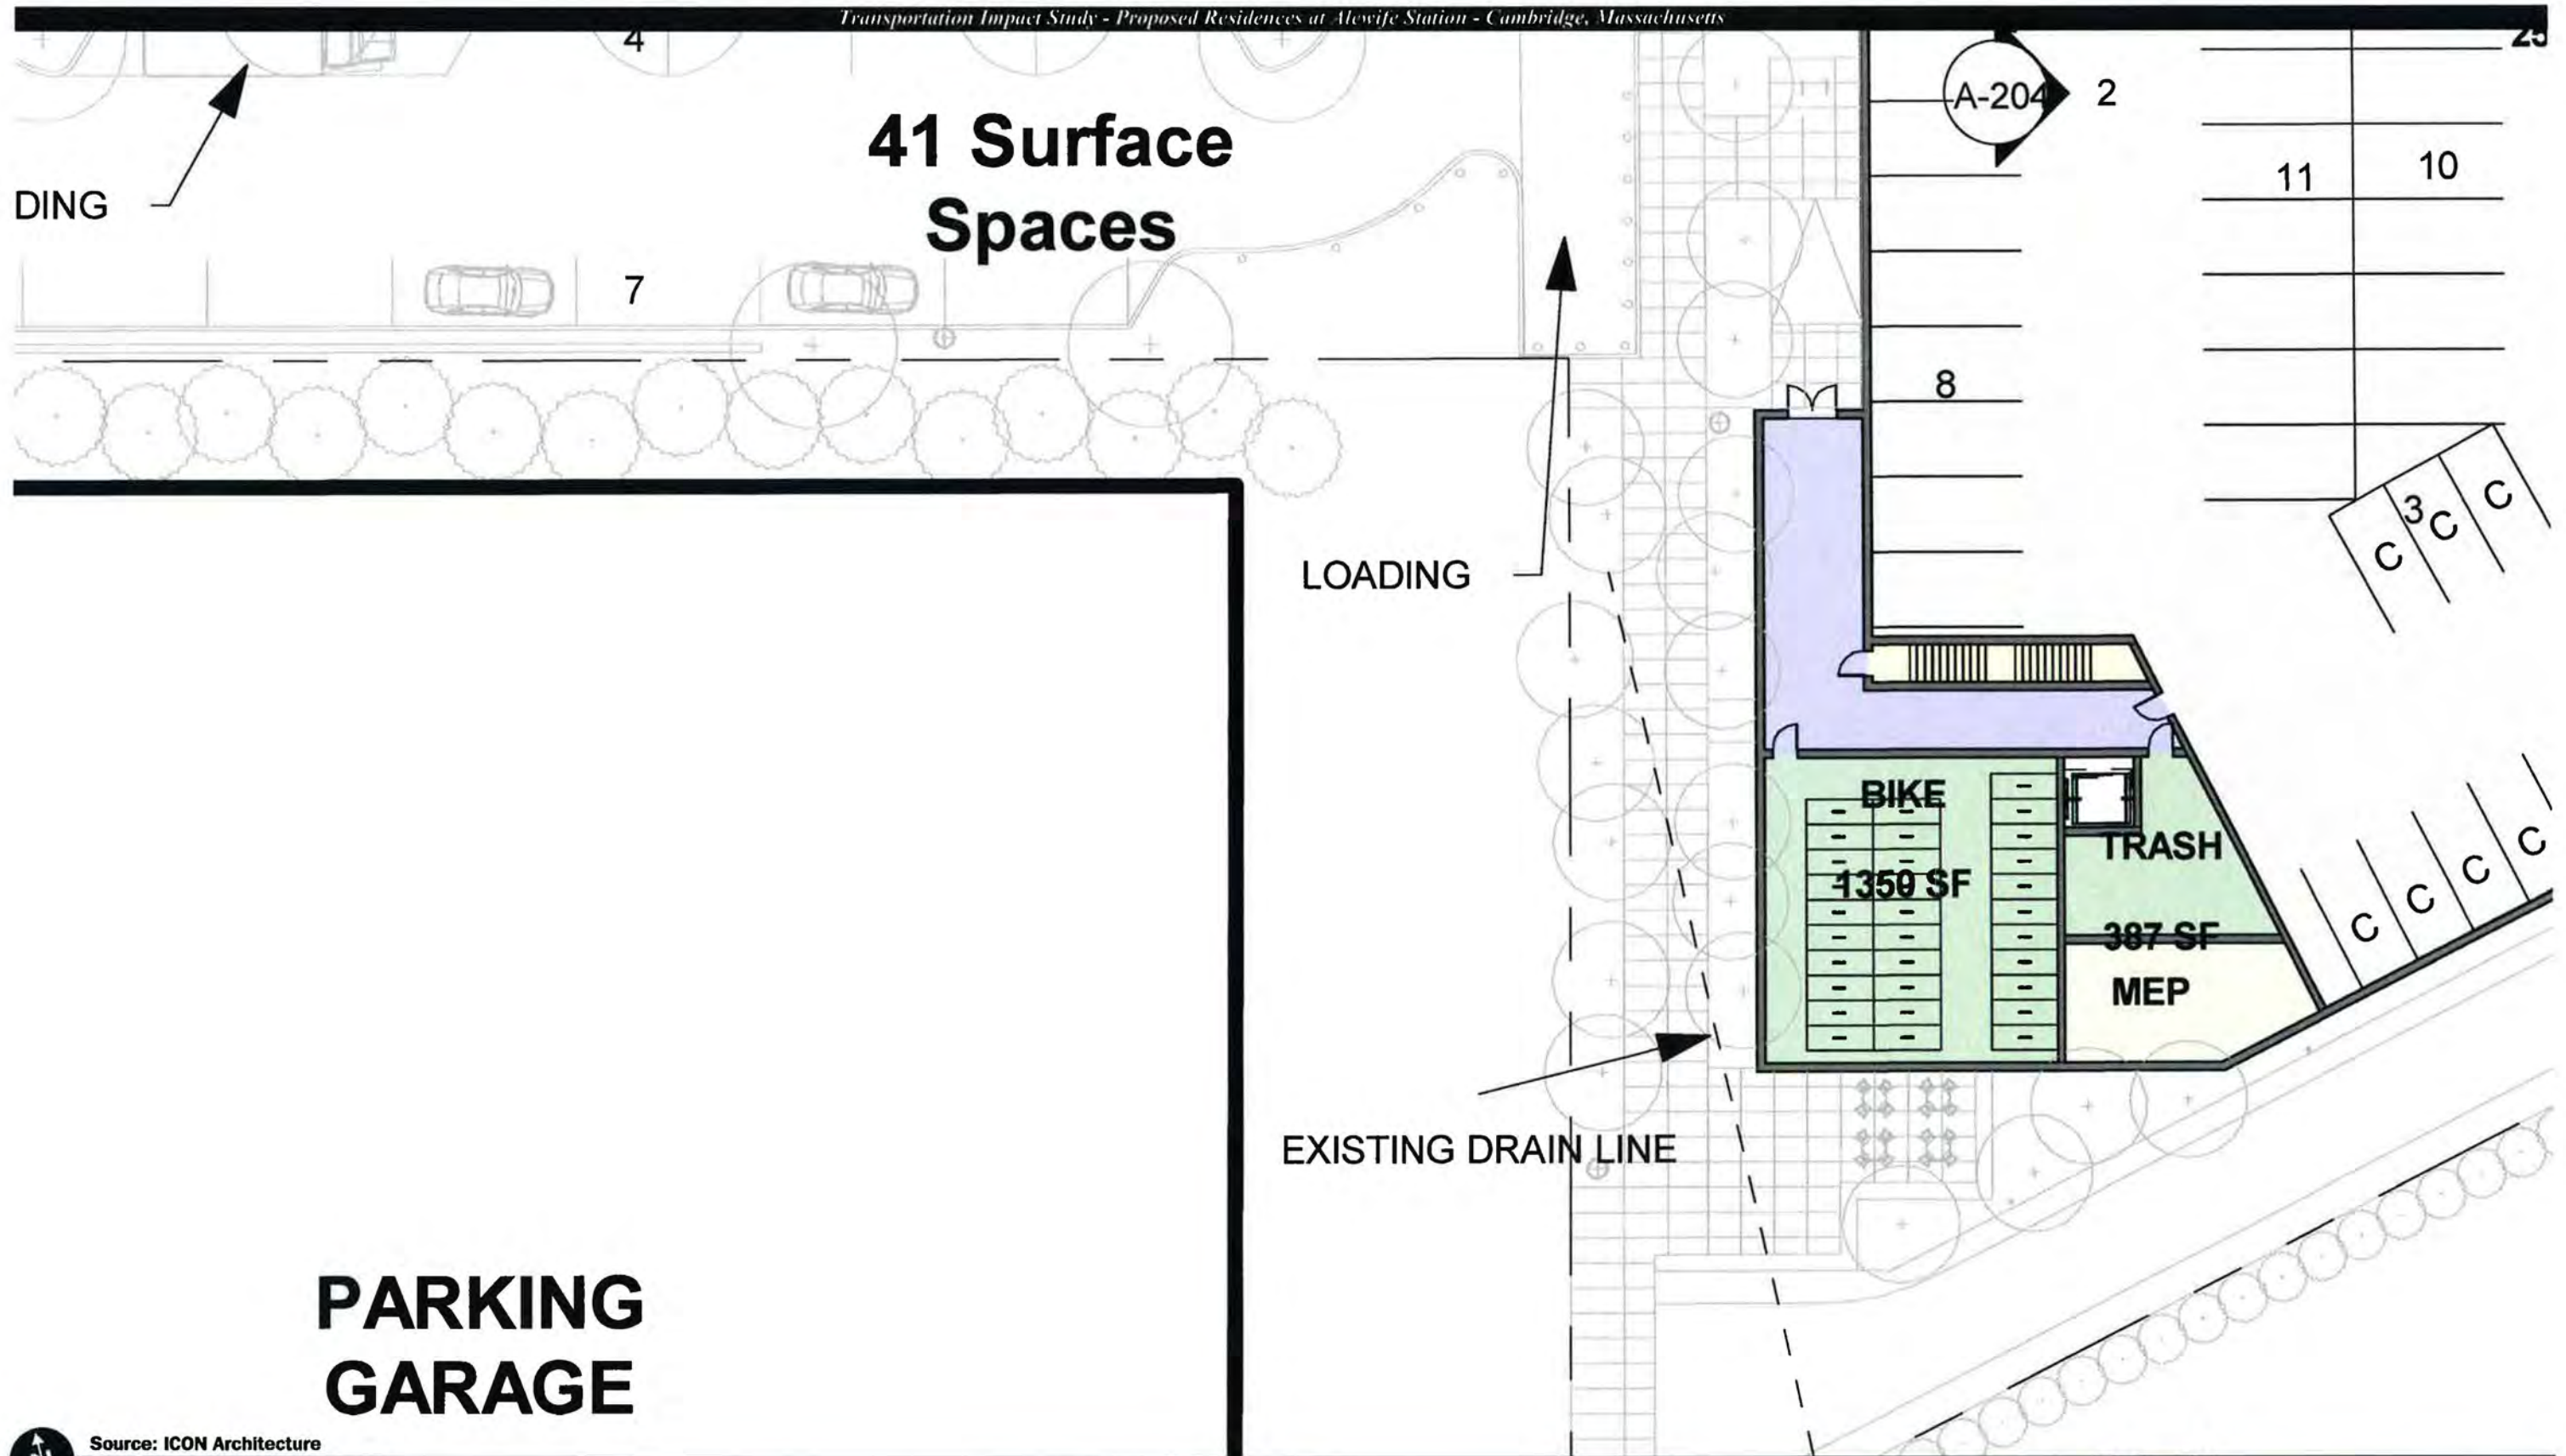 Transportation Impact Study - Proposed Residences at Alewife Station - Cambridge, Massachusetts
4
25
A-204
2
41 Surface
Spaces
11
10
DING
7
8
3
C
C
C
LOADING
BIKE
1350 SF
TRASH
387 SF
MEP
C
C
C
C
EXISTING DRAIN LINE
PARKING
GARAGE
Source: ICON Architecture